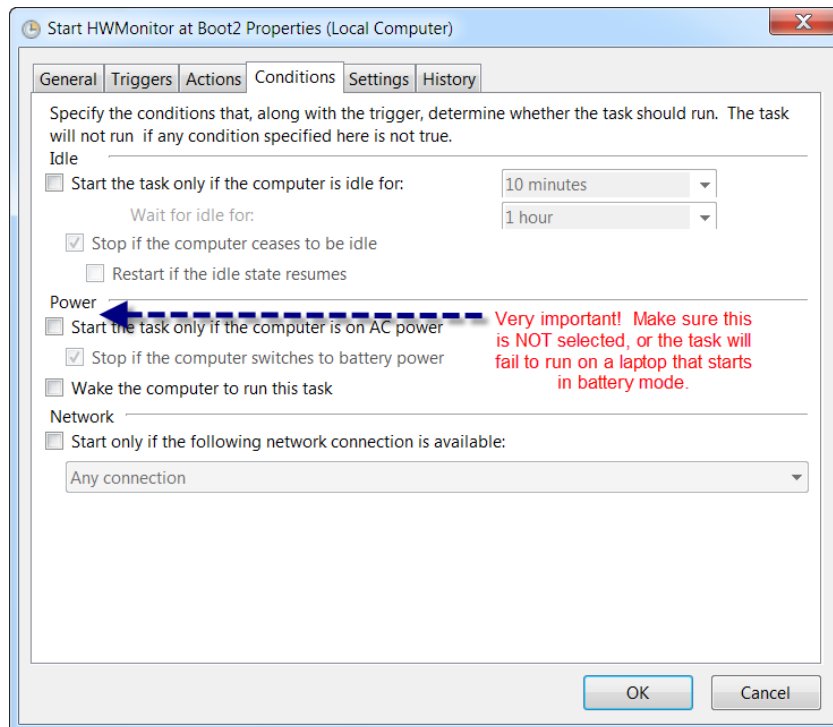 Start HWMonitor at Boot2 Properties (Local Computer)
X
General Triggers Actions Conditions Settings History
Specify the conditions that, along with the trigger, determine whether the task should run. The task
will not run if any condition specified here is not true.
Idle
Start the task only if the computer is idle for: 10 minutes
Wait for idle for: 1 hour
Stop if the computer ceases to be idle
Restart if the idle state resumes
Power
Start the task only if the computer is on AC power
Stop if the computer switches to battery power
Very important! Make sure this
is NOT selected, or the task will
fail to run on a laptop that starts
in battery mode.
Wake the computer to run this task
Network
Start only if the following network connection is available:
Any connection
OK Cancel